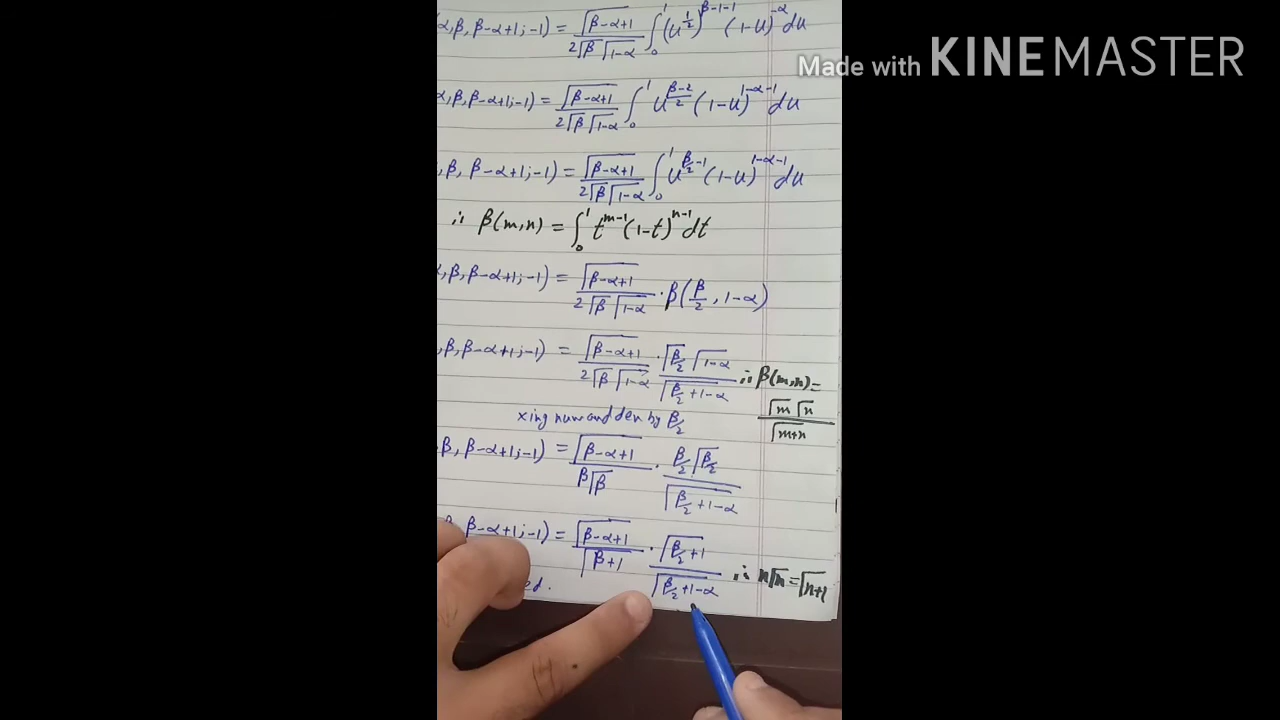 Made with KINEMASTER
α, β, β-α+1; -1) = Γ(β-α+1) / 2Γβ Γ(1-α) ∫₀¹ (u^(1/2))^(β-1-1) (1-u)^(-α) du
α, β, β-α+1; -1) = Γ(β-α+1) / 2Γβ Γ(1-α) ∫₀¹ u^((β-2)/2) (1-u)^(1-α-1) du
, β, β-α+1; -1) = Γ(β-α+1) / 2Γβ Γ(1-α) ∫₀¹ u^(β/2-1) (1-u)^(1-α-1) du
∴ β(m,n) = ∫₀¹ t^(m-1) (1-t)^(n-1) dt
α, β, β-α+1; -1) = Γ(β-α+1) / 2Γβ Γ(1-α) · β(β/2, 1-α)
, β, β-α+1; -1) = Γ(β-α+1) / 2Γβ Γ(1-α) · Γ(β/2) Γ(1-α) / Γ(β/2+1-α) ∴ β(m,n) = Γm Γn / Γ(m+n)
xing num and den by β/2
β, β-α+1; -1) = Γ(β-α+1) / βΓβ · β/2 Γ(β/2) / Γ(β/2+1-α)
β, β-α+1; -1) = Γ(β-α+1) / Γ(β+1) · Γ(β/2+1) / Γ(β/2+1-α) ∴ nΓn = Γ(n+1)
ed.